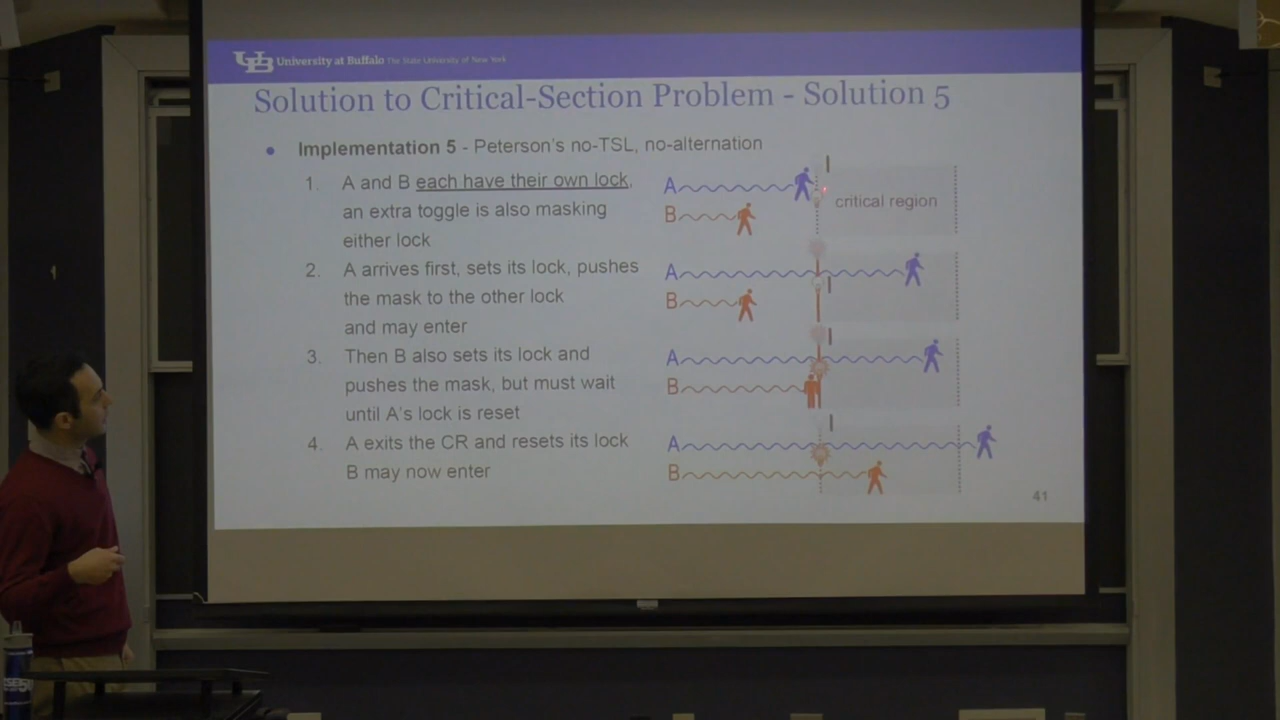 UB University at Buffalo The State University of New York
Solution to Critical-Section Problem - Solution 5
• Implementation 5 - Peterson's no-TSL, no-alternation
1. A and B each have their own lock,
an extra toggle is also masking
either lock
2. A arrives first, sets its lock, pushes
the mask to the other lock
and may enter
3. Then B also sets its lock and
pushes the mask, but must wait
until A's lock is reset
4. A exits the CR and resets its lock
B may now enter
A
B
critical region
A
B
A
B
A
B
41